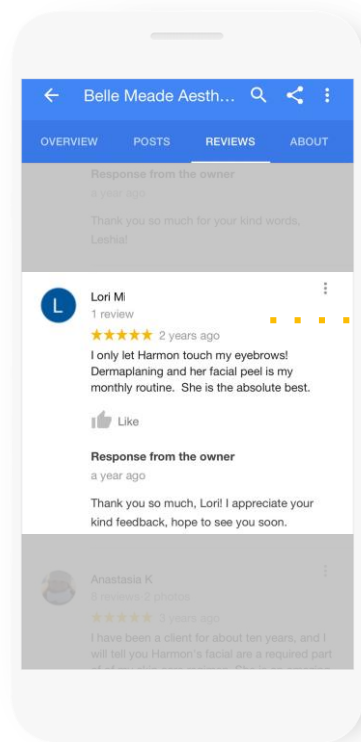 Belle Meade Aesth...
OVERVIEW POSTS REVIEWS ABOUT
Response from the owner
a year ago
Thank you so much for your kind words,
Leshia!
L
Lori M
1 review
2 years ago
I only let Harmon touch my eyebrows!
Dermaplaning and her facial peel is my
monthly routine. She is the absolute best.
Like
Response from the owner
a year ago
Thank you so much, Lori! I appreciate your
kind feedback, hope to see you soon.
Anastasia K
reviews 2 photos
3 years ago
I have been a client for about ten years, and I
will tell you Harmon's facial are a required part